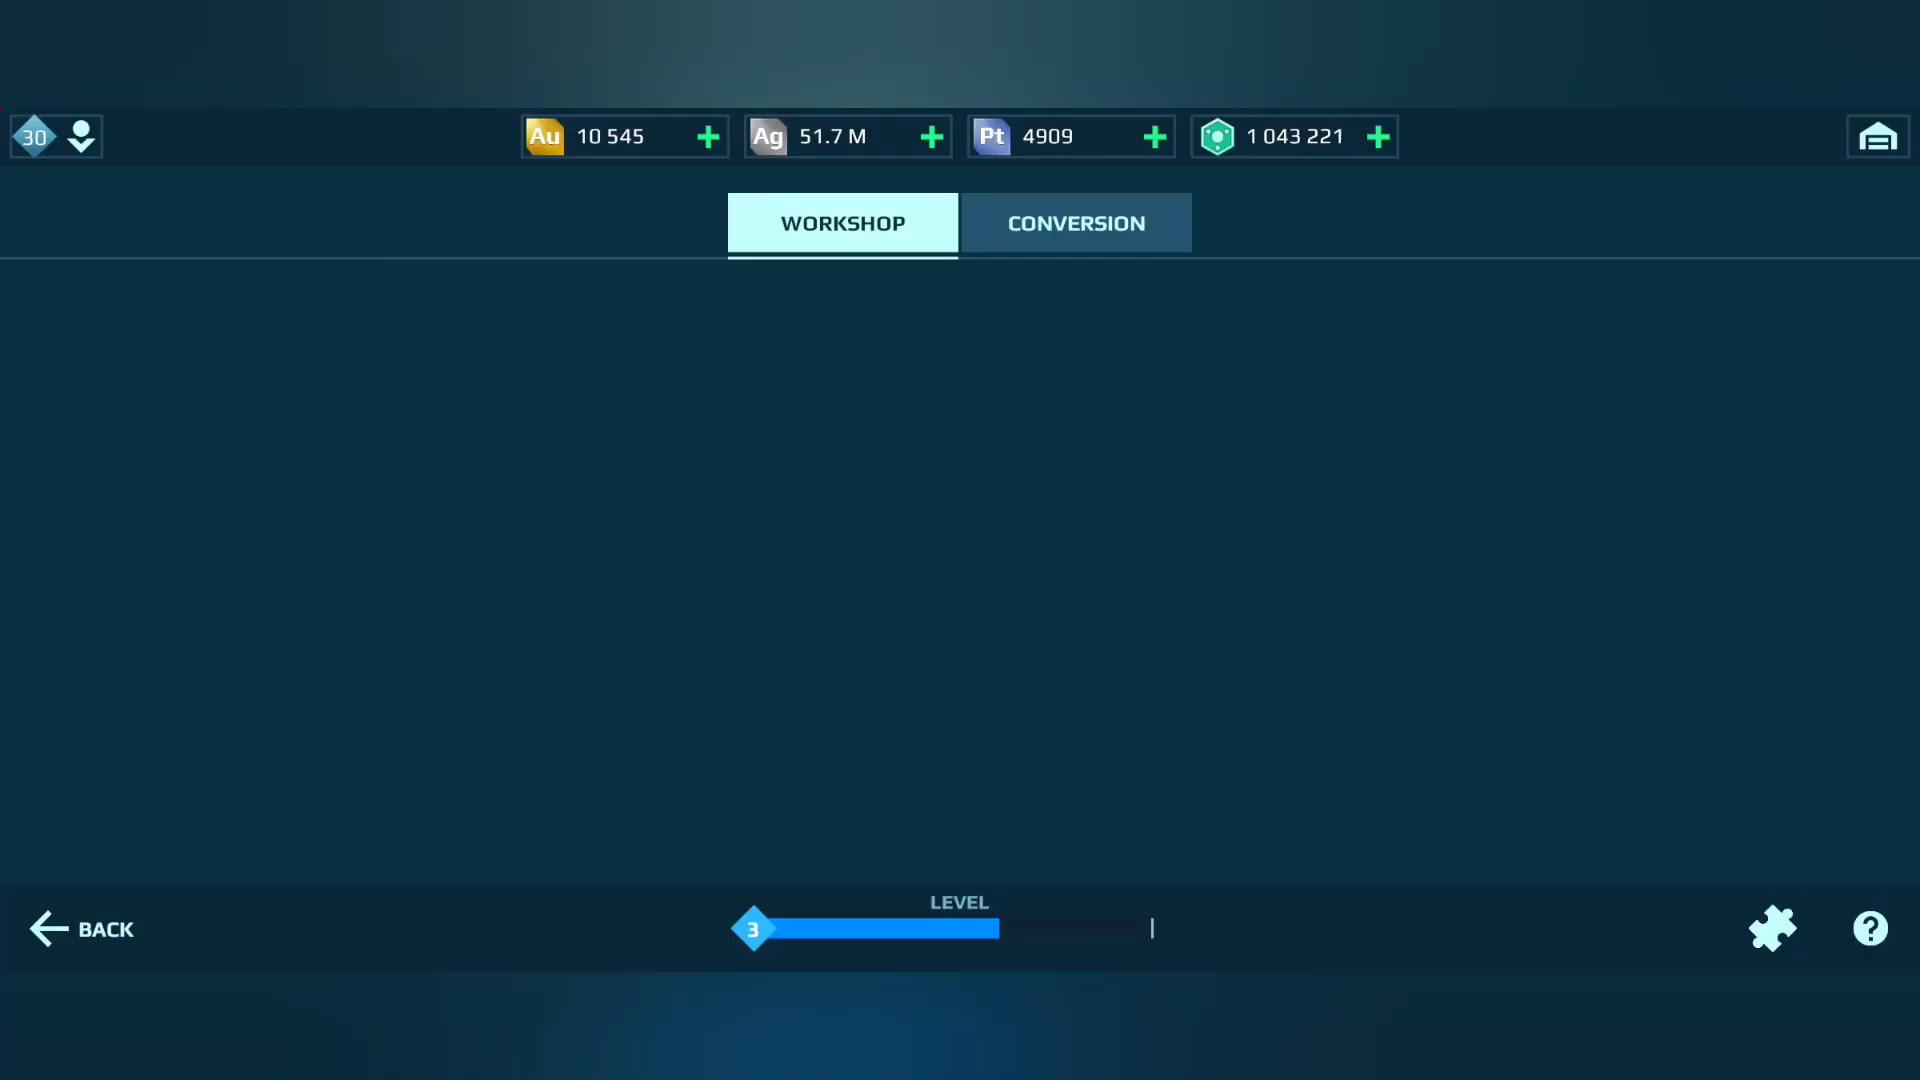 30
Au 10 545
Ag 51.7 M
Pt 4909
1 043 221
WORKSHOP
CONVERSION
LEVEL
BACK
3
?